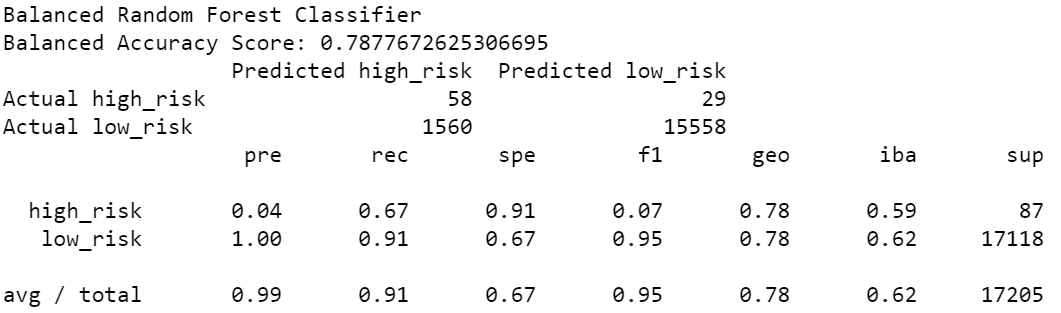 Balanced Random Forest Classifier
Balanced Accuracy Score: 0.7877672625306695
Predicted high_risk Predicted low_risk
Actual high_risk 58 29
Actual low_risk 1560 15558
pre rec spe f1 geo iba sup
high_risk 0.04 0.67 0.91 0.07 0.78 0.59 87
low_risk 1.00 0.91 0.67 0.95 0.78 0.62 17118
avg / total 0.99 0.91 0.67 0.95 0.78 0.62 17205